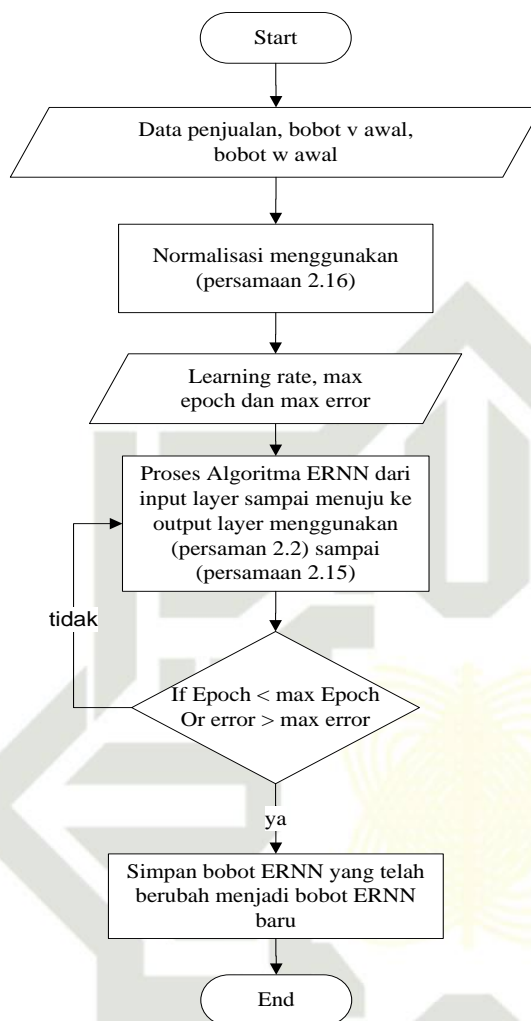 Start
Data penjualan, bobot v awal,
bobot w awal
Normalisasi menggunakan
(persamaan 2.16)
Learning rate, max
epoch dan max error
Proses Algoritma ERNN dari
input layer sampai menuju ke
output layer menggunakan
(persaman 2.2) sampai
(persamaan 2.15)
tidak
If Epoch < max Epoch
Or error > max error
ya
Simpan bobot ERNN yang telah
berubah menjadi bobot ERNN
baru
End